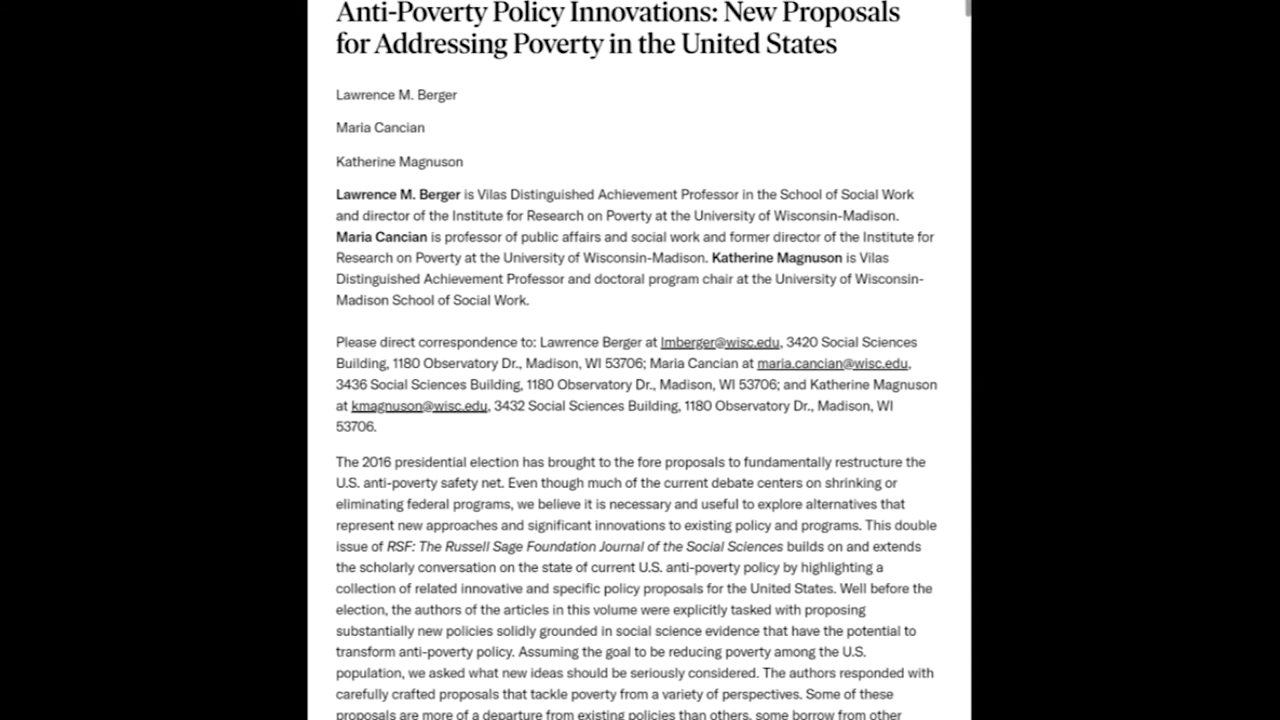 Anti-Poverty Policy Innovations: New Proposals
for Addressing Poverty in the United States
Lawrence M. Berger
Maria Cancian
Katherine Magnuson
Lawrence M. Berger is Vilas Distinguished Achievement Professor in the School of Social Work
and director of the Institute for Research on Poverty at the University of Wisconsin-Madison.
Maria Cancian is professor of public affairs and social work and former director of the Institute for
Research on Poverty at the University of Wisconsin-Madison. Katherine Magnuson is Vilas
Distinguished Achievement Professor and doctoral program chair at the University of Wisconsin-
Madison School of Social Work.
Please direct correspondence to: Lawrence Berger at lmberger@wisc.edu, 3420 Social Sciences
Building, 1180 Observatory Dr., Madison, WI 53706; Maria Cancian at maria.cancian@wisc.edu,
3436 Social Sciences Building, 1180 Observatory Dr., Madison, WI 53706; and Katherine Magnuson
at kmagnuson@wisc.edu, 3432 Social Sciences Building, 1180 Observatory Dr., Madison, WI
53706.
The 2016 presidential election has brought to the fore proposals to fundamentally restructure the
U.S. anti-poverty safety net. Even though much of the current debate centers on shrinking or
eliminating federal programs, we believe it is necessary and useful to explore alternatives that
represent new approaches and significant innovations to existing policy and programs. This double
issue of RSF: The Russell Sage Foundation Journal of the Social Sciences builds on and extends
the scholarly conversation on the state of current U.S. anti-poverty policy by highlighting a
collection of related innovative and specific policy proposals for the United States. Well before the
election, the authors of the articles in this volume were explicitly tasked with proposing
substantially new policies solidly grounded in social science evidence that have the potential to
transform anti-poverty policy. Assuming the goal to be reducing poverty among the U.S.
population, we asked what new ideas should be seriously considered. The authors responded with
carefully crafted proposals that tackle poverty from a variety of perspectives. Some of these
proposals are more of a departure from existing policies than others, some borrow from other